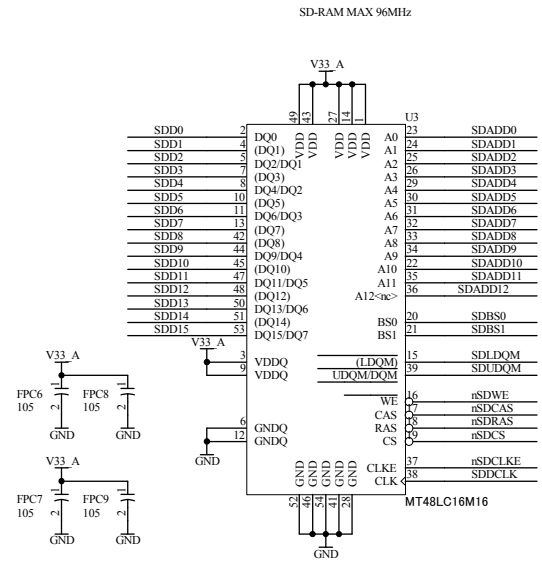 SD-RAM MAX 96MHz
V33_A
49 43 27 14 1
VDD VDD VDD VDD VDD
U3
SDD0 2 DQ0 A0 23 SDADD0
SDD1 4 (DQ1) A1 24 SDADD1
SDD2 5 DQ2/DQ1 A2 25 SDADD2
SDD3 7 (DQ3) A3 26 SDADD3
SDD4 8 DQ4/DQ2 A4 29 SDADD4
SDD5 10 (DQ5) A5 30 SDADD5
SDD6 11 DQ6/DQ3 A6 31 SDADD6
SDD7 13 (DQ7) A7 32 SDADD7
SDD8 42 (DQ8) A8 33 SDADD8
SDD9 44 DQ9/DQ4 A9 34 SDADD9
SDD10 45 (DQ10) A10 22 SDADD10
SDD11 47 DQ11/DQ5 A11 35 SDADD11
SDD12 48 (DQ12) A12<nc> 36 SDADD12
SDD13 50 DQ13/DQ6
SDD14 51 (DQ14) BS0 20 SDBS0
SDD15 53 DQ15/DQ7 BS1 21 SDBS1
V33_A
3 VDDQ (LDQM) 15 SDLDQM
9 VDDQ UDQM/DQM 39 SDUDQM
WE 16 nSDWE
CAS 17 nSDCAS
6 GNDQ RAS 18 nSDRAS
12 GNDQ CS 19 nSDCS
GND
CLKE 37 nSDCLKE
CLK 38 SDDCLK
GND GND GND GND GND
52 46 54 41 28
MT48LC16M16
GND
V33_A
FPC6 1 FPC8 1
105 2 105 2
GND GND
V33_A
FPC7 1 FPC9 1
105 2 105 2
GND GND